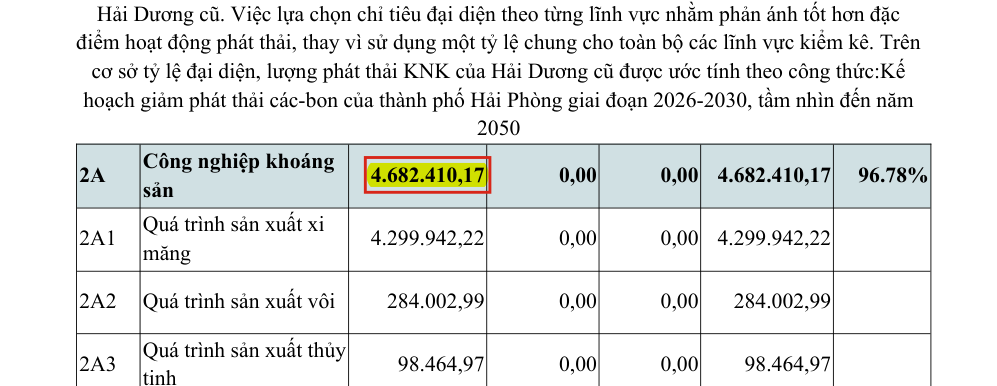 Hải Dương cũ. Việc lựa chọn chỉ tiêu đại diện theo từng lĩnh vực nhằm phản ánh tốt hơn đặc
điểm hoạt động phát thải, thay vì sử dụng một tỷ lệ chung cho toàn bộ các lĩnh vực kiểm kê. Trên
cơ sở tỷ lệ đại diện, lượng phát thải KNK của Hải Dương cũ được ước tính theo công thức:Kế
hoạch giảm phát thải các-bon của thành phố Hải Phòng giai đoạn 2026-2030, tầm nhìn đến năm
2050
2A Công nghiệp khoáng sản 4.682.410,17 0,00 0,00 4.682.410,17 96.78%
2A1 Quá trình sản xuất xi măng 4.299.942,22 0,00 0,00 4.299.942,22
2A2 Quá trình sản xuất vôi 284.002,99 0,00 0,00 284.002,99
2A3 Quá trình sản xuất thủy tinh 98.464,97 0,00 0,00 98.464,97